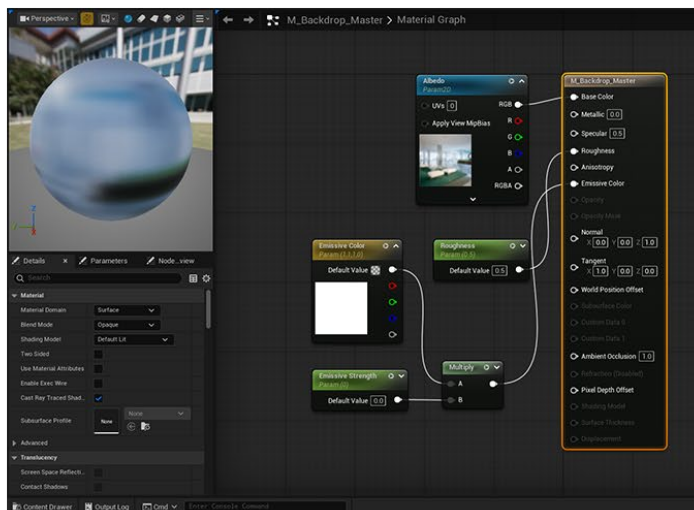 Perspective
M_Backdrop_Master > Material Graph
Albedo
Param2D
UVs 0
RGB
Apply View MipBias
R
G
B
A
RGBA
M_Backdrop_Master
Base Color
Metallic 0.0
Specular 0.5
Roughness
Anisotropy
Emissive Color
Opacity
Opacity Mask
Normal
X 0.0 Y 0.0 Z 1.0
Tangent
X 1.0 Y 0.0 Z 0.0
World Position Offset
Subsurface Color
Custom Data 0
Custom Data 1
Ambient Occlusion 1.0
Refraction (Disabled)
Pixel Depth Offset
Shading Model
Surface Thickness
Displacement
Emissive Color
Param (1,1,1,0)
Default Value
Roughness
Param (0.5)
Default Value 0.5
Emissive Strength
Param (0)
Default Value 0.0
Multiply
A
B
Z
Details
Parameters
Node...view
Search
Material
Material Domain Surface
Blend Mode Opaque
Shading Model Default Lit
Two Sided
Use Material Attributes
Enable Exec Wire
Cast Ray Traced Shad..
Subsurface Profile None None
Advanced
Translucency
Screen Space Reflecti..
Contact Shadows
Content Drawer Output Log Cmd Enter Console Command